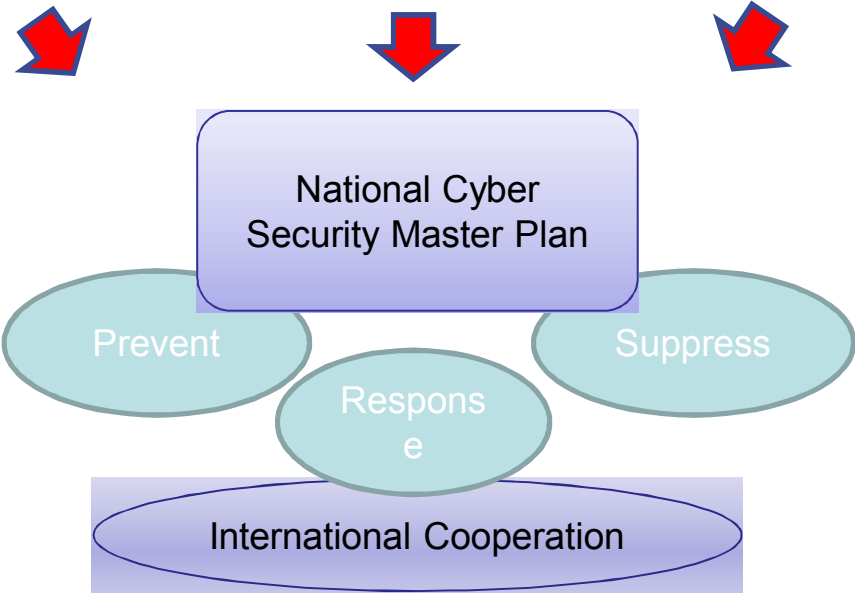 National Cyber
Security Master Plan
Prevent
Suppress
Respons
e
International Cooperation